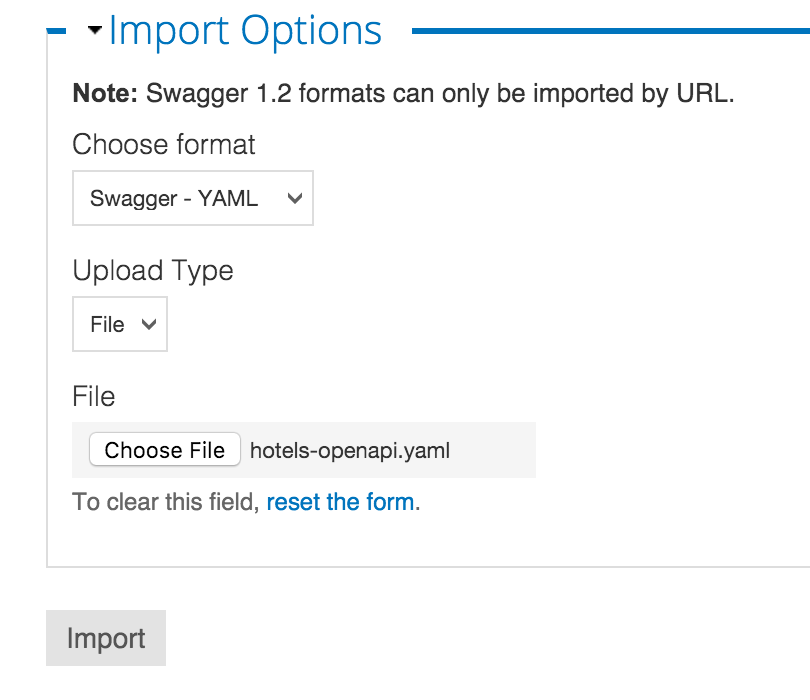 Import Options
Note: Swagger 1.2 formats can only be imported by URL.
Choose format
Swagger - YAML
Upload Type
File
File
Choose File hotels-openapi.yaml
To clear this field, reset the form.
Import